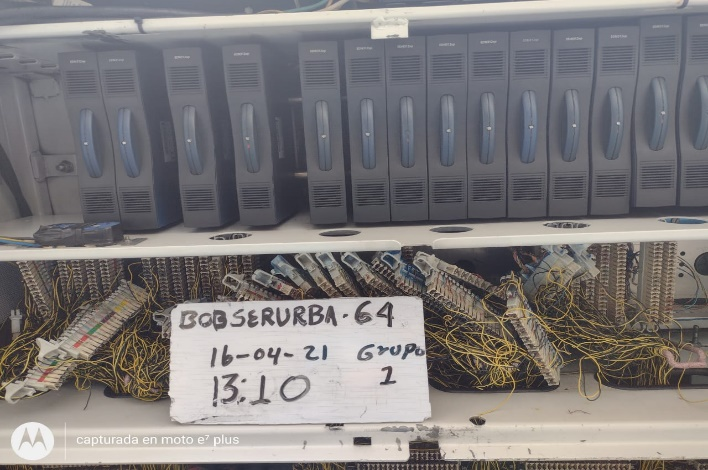 BOBSERURBA-64
16-04-21 GRUPO
13:10 1
capturada en moto e⁷ plus